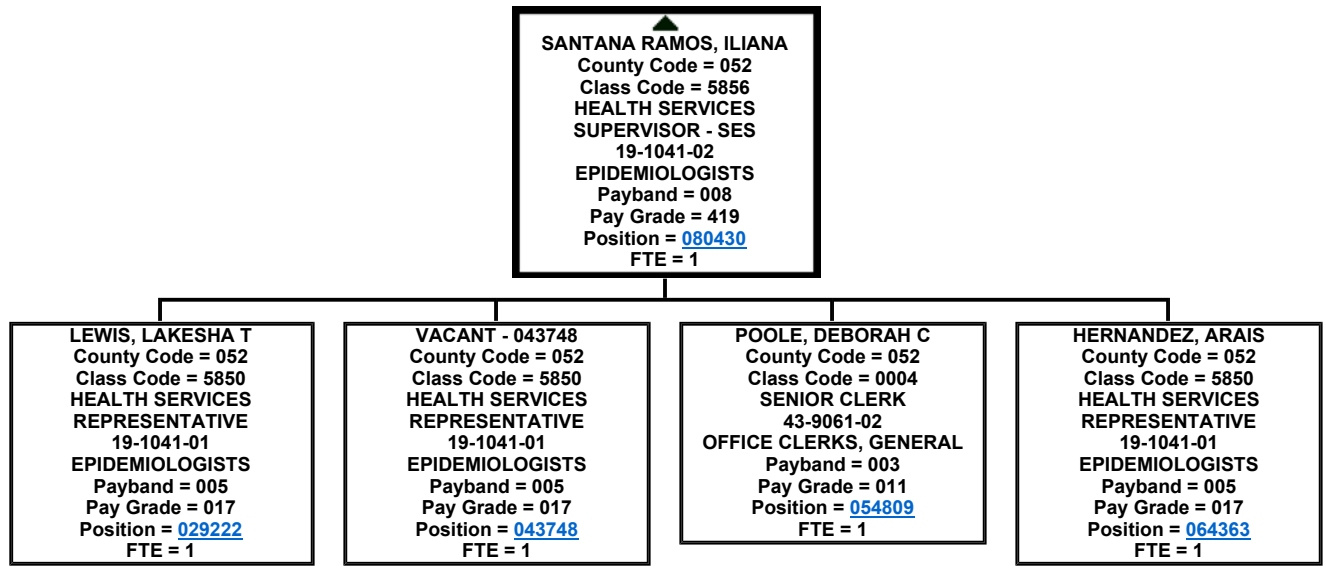 SANTANA RAMOS, ILIANA
County Code = 052
Class Code = 5856
HEALTH SERVICES
SUPERVISOR - SES
19-1041-02
EPIDEMIOLOGISTS
Payband = 008
Pay Grade = 419
Position = 080430
FTE = 1
LEWIS, LAKESHA T
County Code = 052
Class Code = 5850
HEALTH SERVICES
REPRESENTATIVE
19-1041-01
EPIDEMIOLOGISTS
Payband = 005
Pay Grade = 017
Position = 029222
FTE = 1
VACANT - 043748
County Code = 052
Class Code = 5850
HEALTH SERVICES
REPRESENTATIVE
19-1041-01
EPIDEMIOLOGISTS
Payband = 005
Pay Grade = 017
Position = 043748
FTE = 1
POOLE, DEBORAH C
County Code = 052
Class Code = 0004
SENIOR CLERK
43-9061-02
OFFICE CLERKS, GENERAL
Payband = 003
Pay Grade = 011
Position = 054809
FTE = 1
HERNANDEZ, ARAIS
County Code = 052
Class Code = 5850
HEALTH SERVICES
REPRESENTATIVE
19-1041-01
EPIDEMIOLOGISTS
Payband = 005
Pay Grade = 017
Position = 064363
FTE = 1